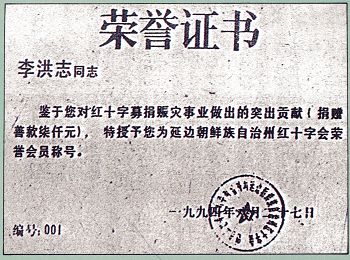 荣誉证书
李洪志同志
鉴于您对红十字募捐赈灾事业做出的突出贡献(捐赠
善款柒仟元),特授予您为延边朝鲜族自治州红十字会荣
誉会员称号。
一九九四年 月二十七日
编号:001